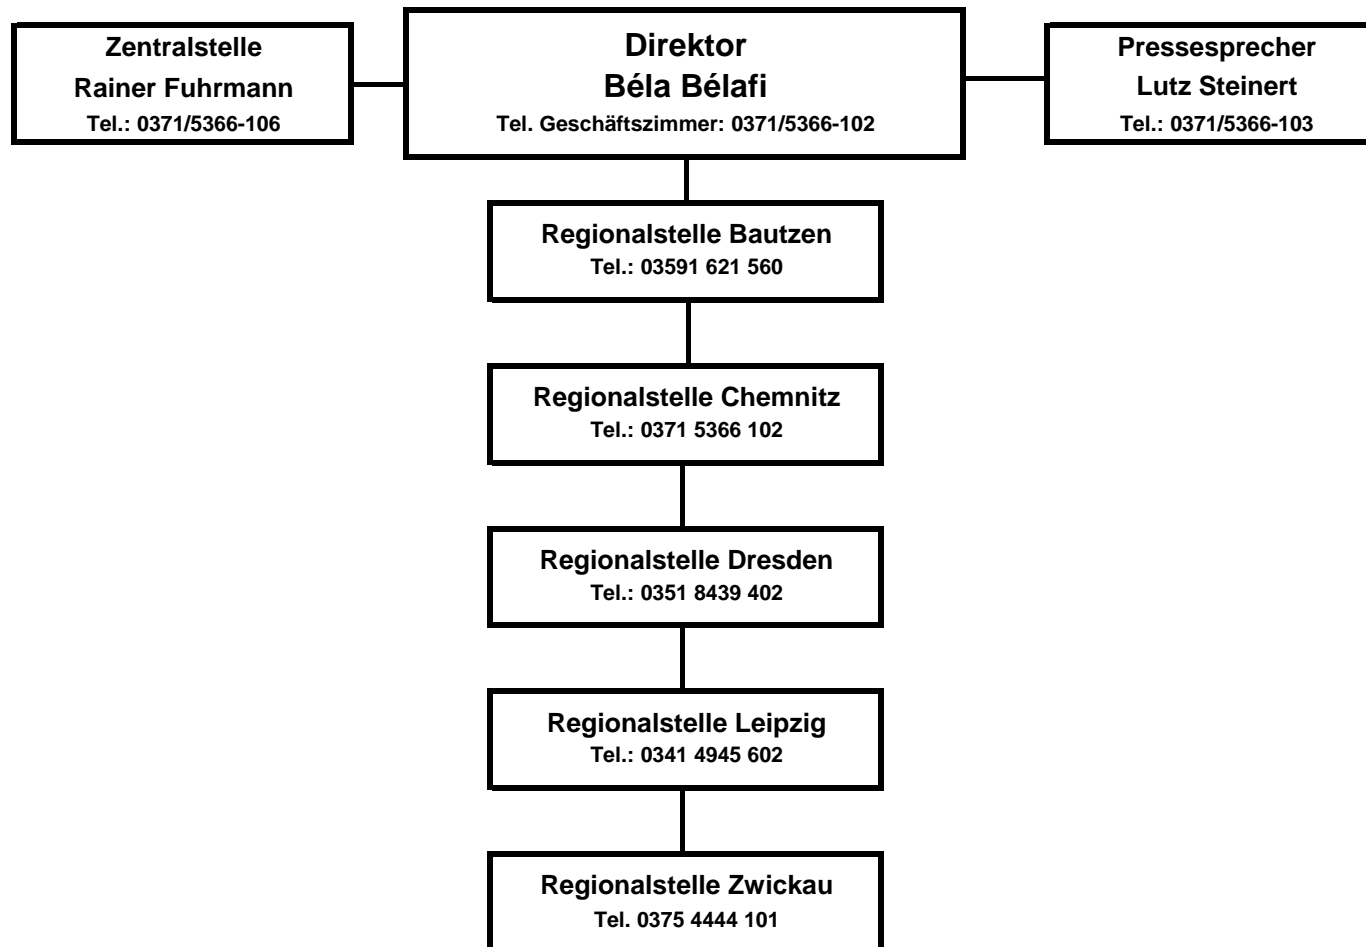 Zentralstelle
Rainer Fuhrmann
Tel.: 0371/5366-106
Direktor
Béla Bélafi
Tel. Geschäftszimmer: 0371/5366-102
Pressesprecher
Lutz Steinert
Tel.: 0371/5366-103
Regionalstelle Bautzen
Tel.: 03591 621 560
Regionalstelle Chemnitz
Tel.: 0371 5366 102
Regionalstelle Dresden
Tel.: 0351 8439 402
Regionalstelle Leipzig
Tel.: 0341 4945 602
Regionalstelle Zwickau
Tel. 0375 4444 101